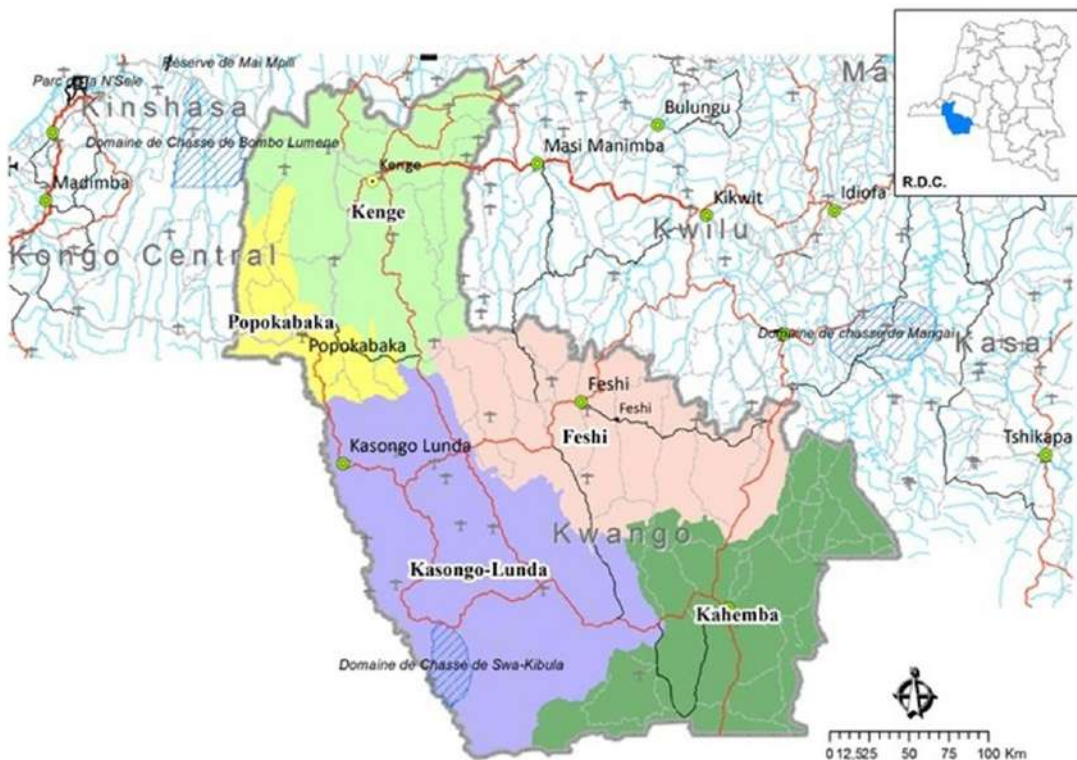 Réserve de Mai Mpili
Parc de la N'Sele
Kinshasa
Domaine de Chasse de Bombo Lumene
Madimba
Kongo Central
Kenge
Kenge
Masi Manimba
Bulungu
Ma
R.D.C.
Kikwit
Idiofa
Kwilu
Popokabaka
Popokabaka
Domaine de chasse de Mangai
Kasai
Feshi
Feshi
Feshi
Kasongo Lunda
Tshikapa
Kwango
Kasongo-Lunda
Kahemba
Domaine de Chasse de Swa-Kibula
0 12,525 50 75 100 Km